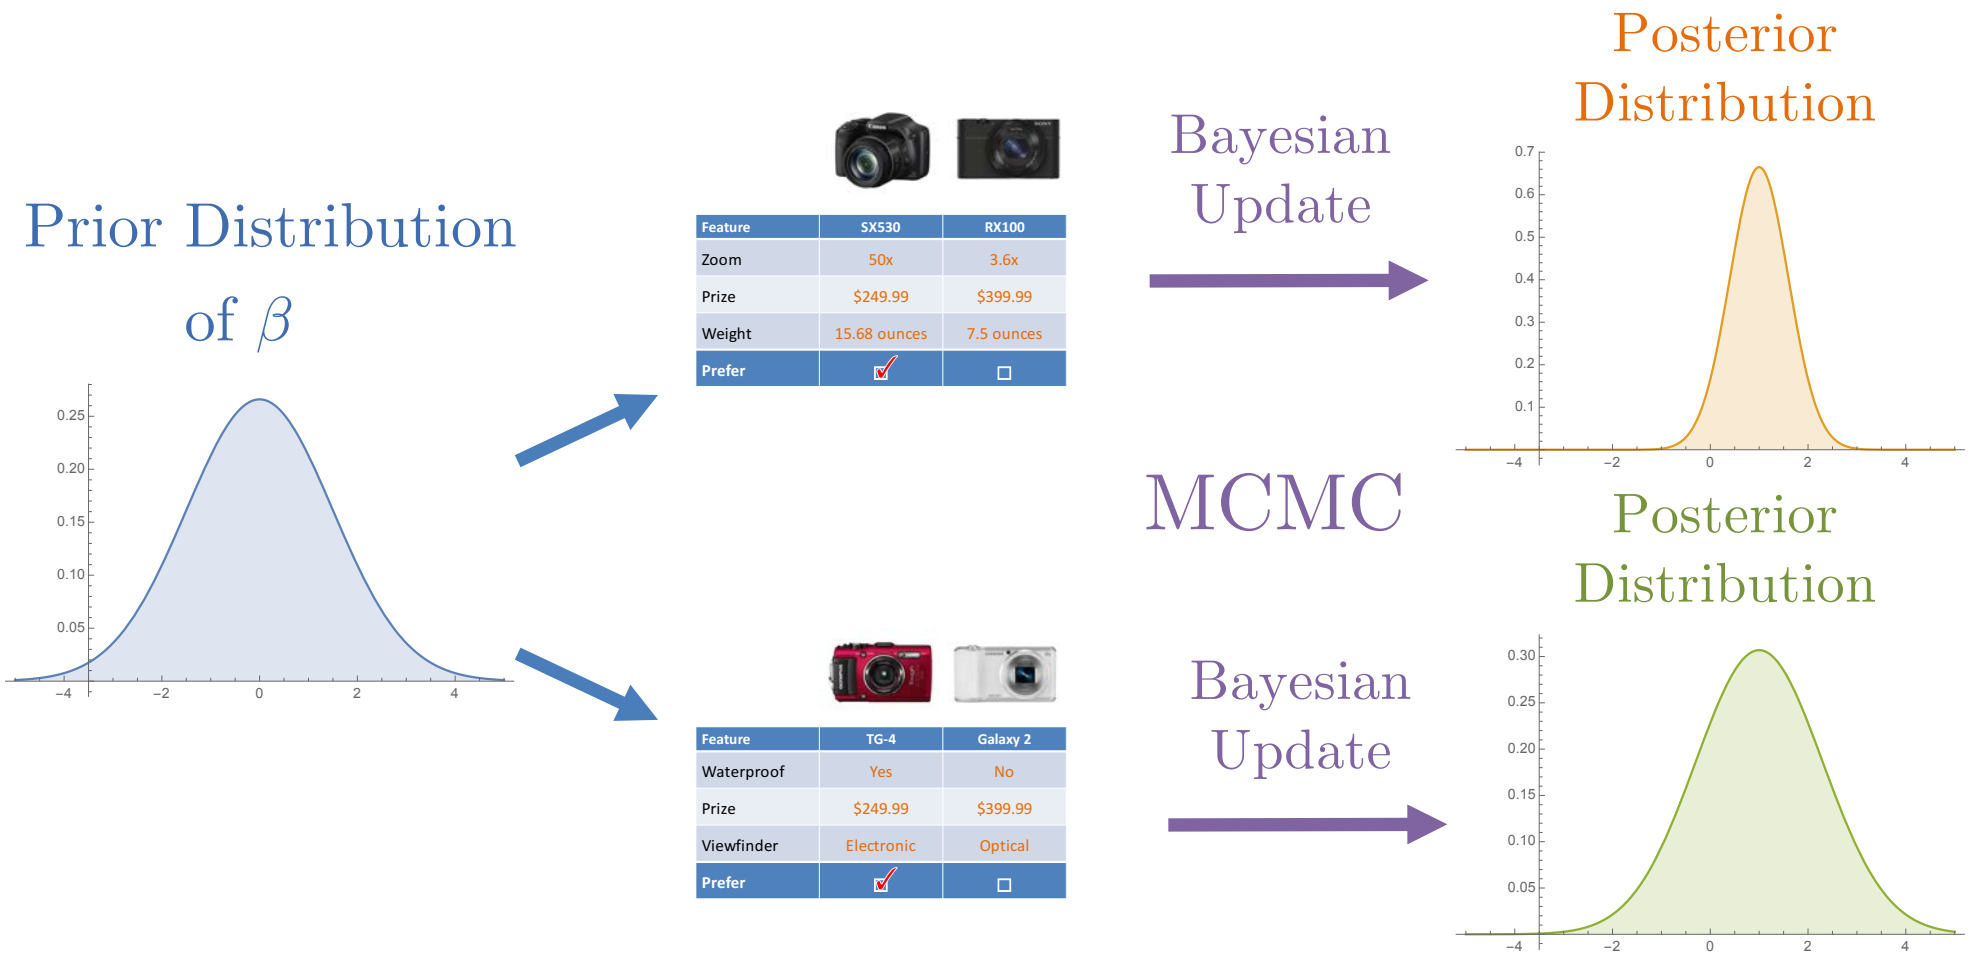 Prior Distribution
of β
0.25
0.20
0.15
0.10
0.05
−4 −2 0 2 4
Canon
SONY
Feature SX530 RX100
Zoom 50x 3.6x
Prize $249.99 $399.99
Weight 15.68 ounces 7.5 ounces
Prefer
Feature TG-4 Galaxy 2
Waterproof Yes No
Prize $249.99 $399.99
Viewfinder Electronic Optical
Prefer
Bayesian
Update
MCMC
Bayesian
Update
Posterior
Distribution
0.7
0.6
0.5
0.4
0.3
0.2
0.1
−4 −2 0 2 4
Posterior
Distribution
0.30
0.25
0.20
0.15
0.10
0.05
−4 −2 0 2 4